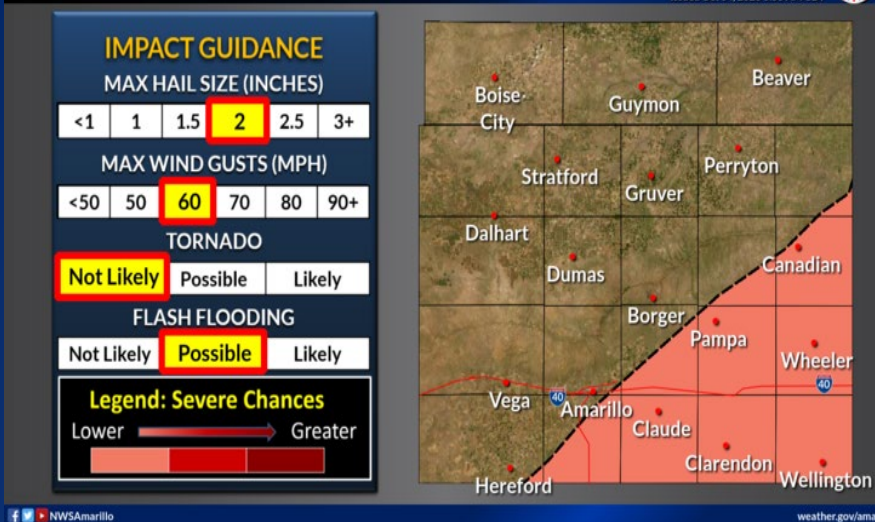 IMPACT GUIDANCE
MAX HAIL SIZE (INCHES)
<1 1 1.5 2 2.5 3+
MAX WIND GUSTS (MPH)
<50 50 60 70 80 90+
TORNADO
Not Likely Possible Likely
FLASH FLOODING
Not Likely Possible Likely
Legend: Severe Chances
Lower Greater
Boise
City
Guymon
Beaver
Stratford
Gruver
Perryton
Dalhart
Dumas
Canadian
Borger
Pampa
Wheeler
40
Vega
40
Amarillo
Claude
Clarendon
Hereford
Wellington
NWSAmarillo
weather.gov/ama